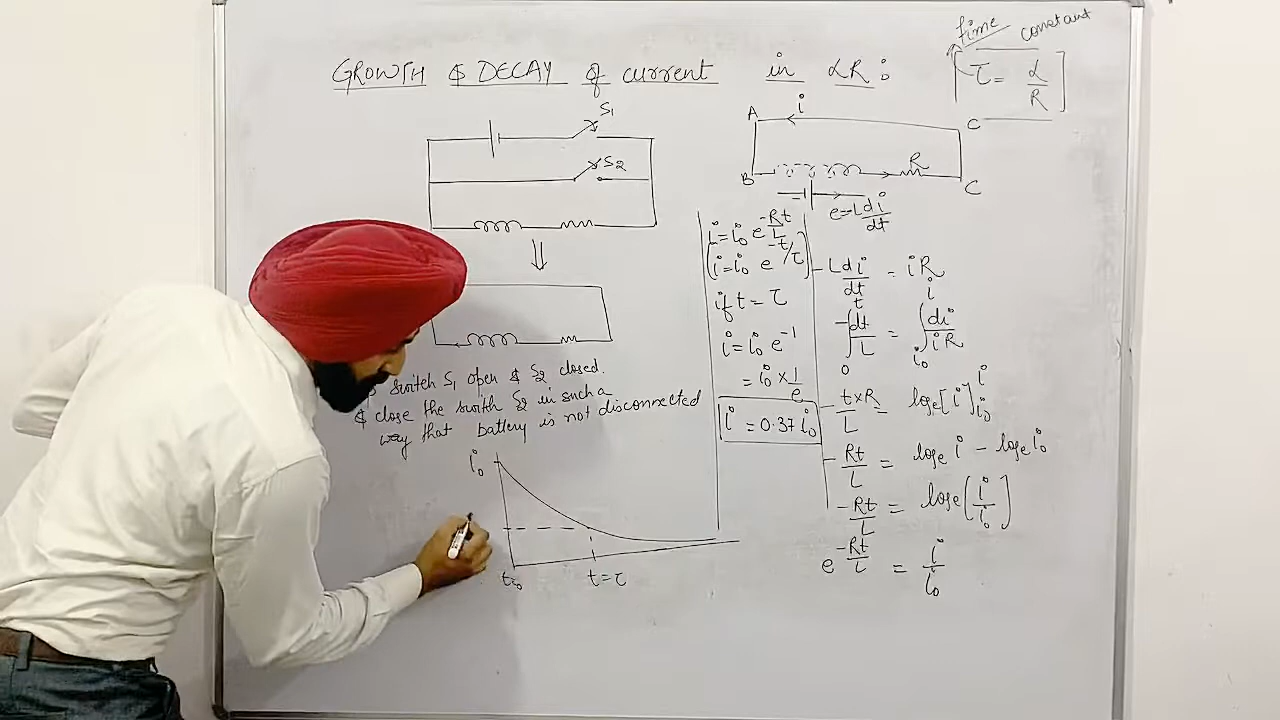 time constant
τ = L/R
GROWTH & DECAY of current in LR :
S1
S2
A i C
B R C
e=-L di/dt
i=i₀ e^-Rt/L
(i=i₀ e^-t/τ)
if t = τ
i=i₀ e^-1
= i₀ × 1/e
i = 0.37 i₀
-L di/dt = iR
-∫₀ᵗ dt/L = ∫ᵢ₀ⁱ di/iR
-t×R/L = loge[i]ᵢ₀ⁱ
-Rt/L = loge i - loge i₀
-Rt/L = loge(i/i₀]
e^-Rt/L = i/i₀
switch S1 open & S2 closed.
& close the switch S2 in such a
way that battery is not disconnected
i₀
t=τ